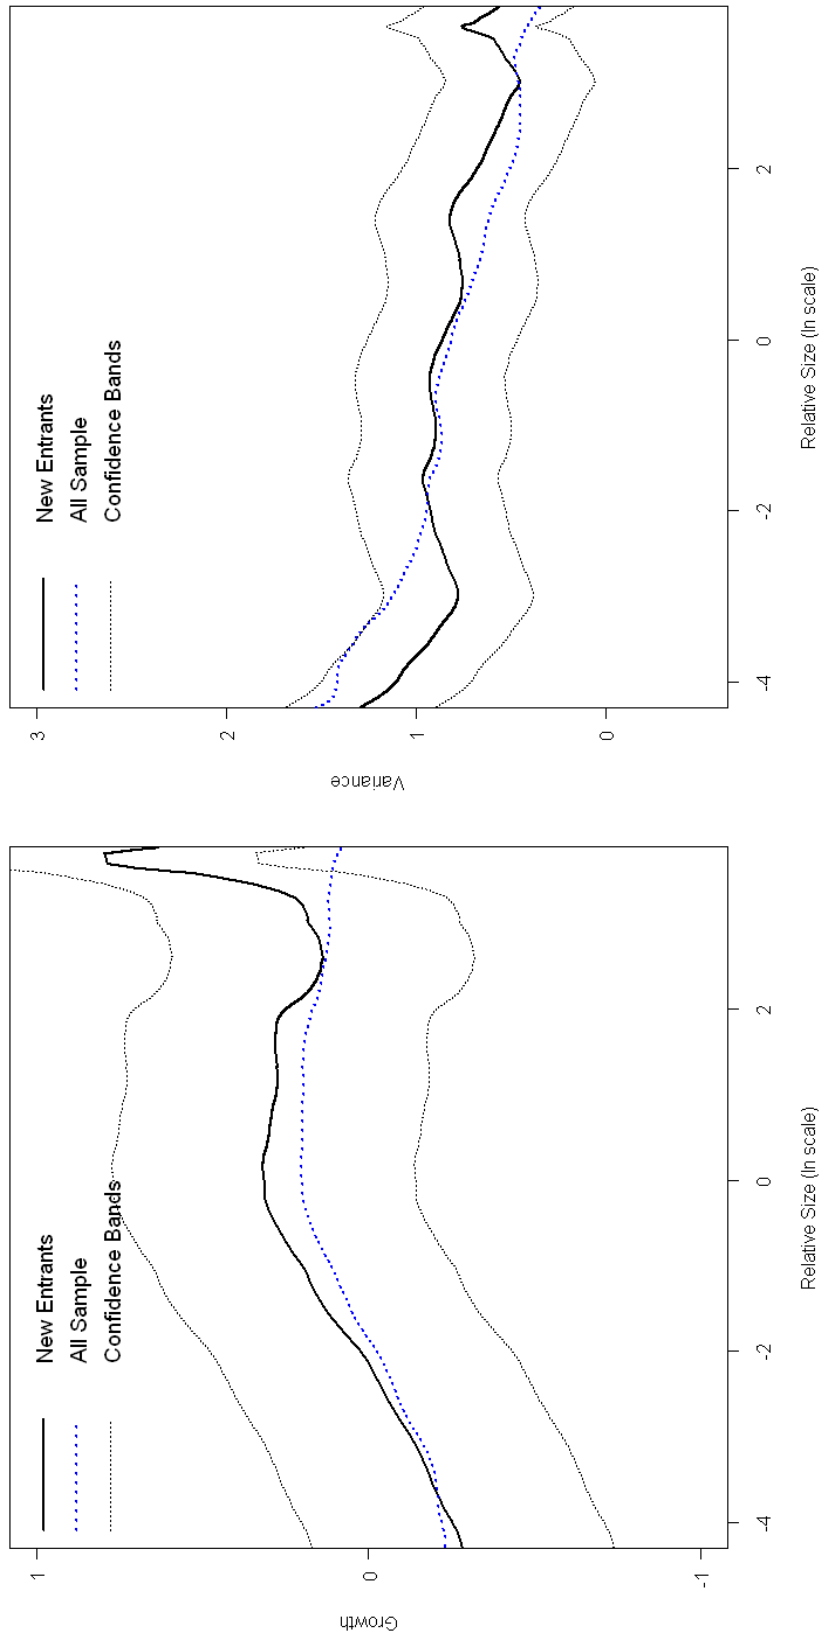 New Entrants
All Sample
Confidence Bands
Growth
1
0
-1
-4
-2
0
2
Relative Size (ln scale)
New Entrants
All Sample
Confidence Bands
Variance
3
2
1
0
-4
-2
0
2
Relative Size (ln scale)